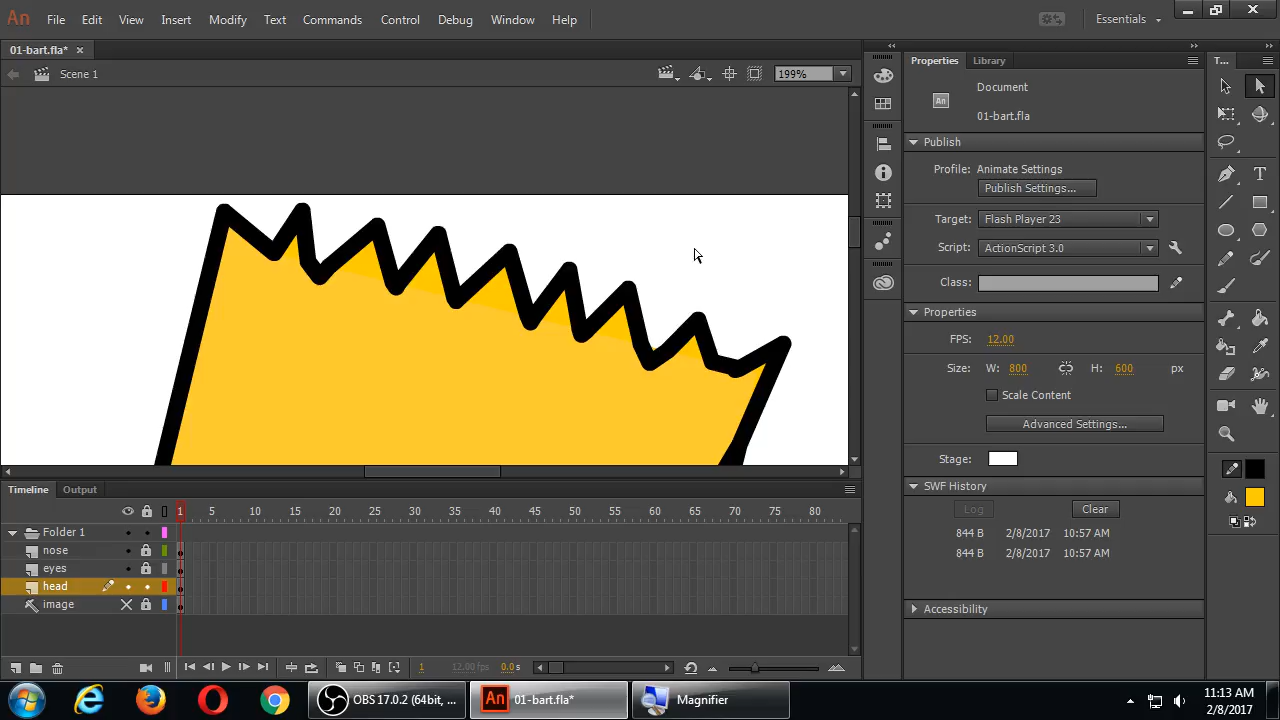 An File Edit View Insert Modify Text Commands Control Debug Window Help Essentials
01-bart.fla* ×
Scene 1 199%
Properties Library T...
An Document
01-bart.fla
Publish
Profile: Animate Settings
Publish Settings...
Target: Flash Player 23
Script: ActionScript 3.0
Class:
Properties
FPS: 12.00
Size: W: 800 H: 600 px
Scale Content
Advanced Settings...
Stage:
SWF History
Log Clear
844 B 2/8/2017 10:57 AM
844 B 2/8/2017 10:57 AM
Accessibility
Timeline Output
1 5 10 15 20 25 30 35 40 45 50 55 60 65 70 75 80
Folder 1
nose
eyes
head
image
1 12.00 fps 0.0 s
OBS 17.0.2 (64bit, ... An 01-bart.fla* Magnifier 11:13 AM
2/8/2017